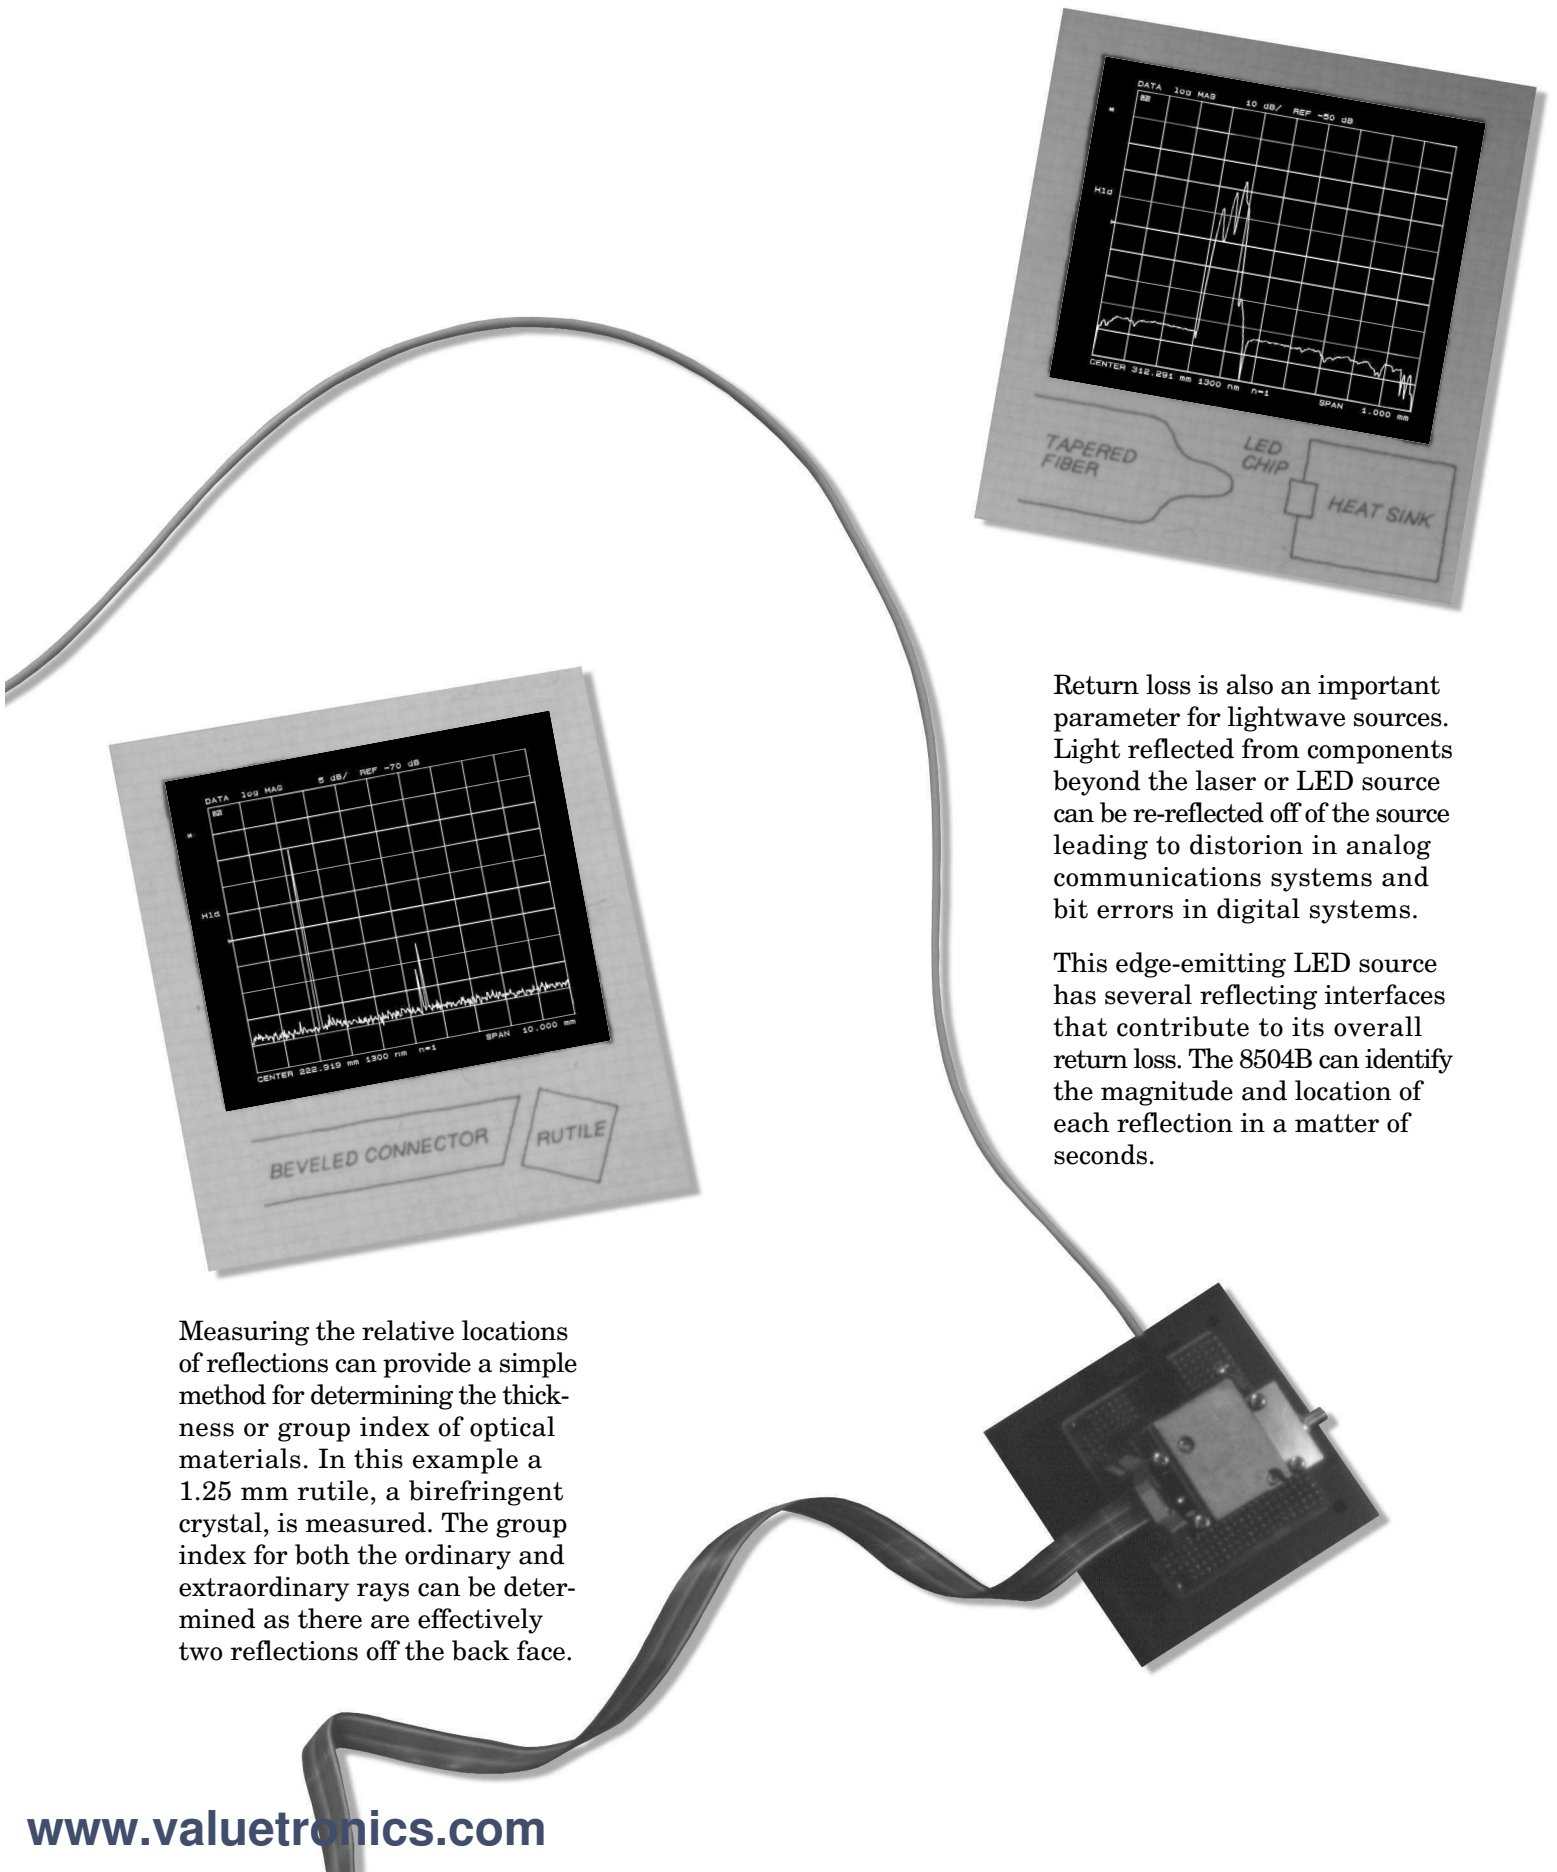 DATA log MAG 10 dB/ REF -50 dB
Hld
CENTER 312.291 mm 1300 nm n=1 SPAN 1.000 mm
TAPERED
FIBER
LED
CHIP
HEAT SINK
Return loss is also an important
parameter for lightwave sources.
Light reflected from components
beyond the laser or LED source
can be re-reflected off of the source
leading to distorion in analog
communications systems and
bit errors in digital systems.
This edge-emitting LED source
has several reflecting interfaces
that contribute to its overall
return loss. The 8504B can identify
the magnitude and location of
each reflection in a matter of
seconds.
DATA log MAG 5 dB/ REF -70 dB
Hld
CENTER 222.919 mm 1300 nm n=1 SPAN 10.000 mm
BEVELED CONNECTOR
RUTILE
Measuring the relative locations
of reflections can provide a simple
method for determining the thick-
ness or group index of optical
materials. In this example a
1.25 mm rutile, a birefringent
crystal, is measured. The group
index for both the ordinary and
extraordinary rays can be deter-
mined as there are effectively
two reflections off the back face.
www.valuetronics.com